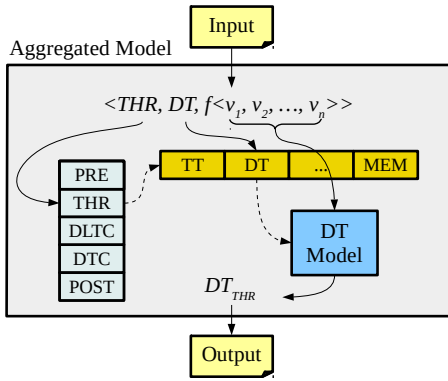 Input
Aggregated Model
<THR, DT, f<v1, v2, ..., vn>>
TT DT ... MEM
PRE
THR
DLTC
DTC
POST
DT
Model
DT_THR
Output